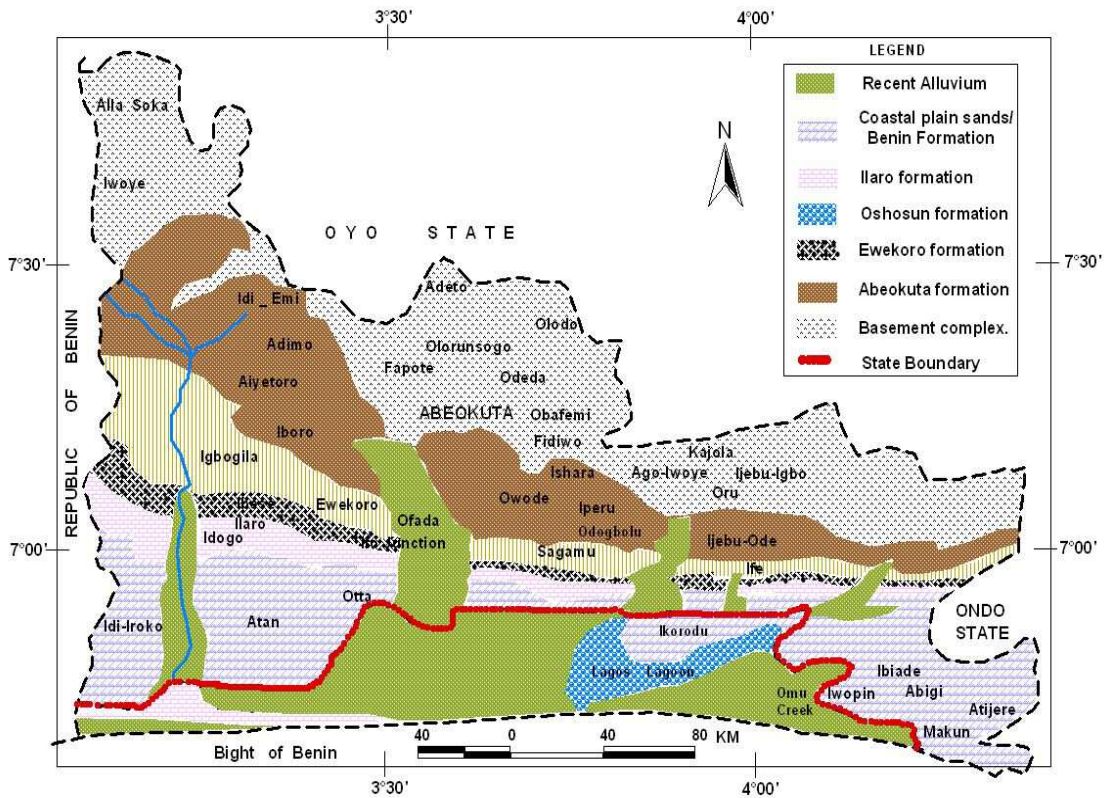 3°30'
4°00'
LEGEND
Recent Alluvium
Coastal plain sands/
Benin Formation
Ilaro formation
Oshosun formation
Ewekoro formation
Abeokuta formation
Basement complex.
State Boundary
N
Alla Soka
Iwoye
OYO STATE
7°30'
7°30'
Adeto
Idi _ Emi
Olodo
Adimo
Olorunsogo
Fapote
Odeda
Aiyetoro
ABEOKUTA
Obafemi
Iboro
Fidiwo
Kajola
Igbogila
Ishara
Ago-Iwoye
Ijebu-Igbo
Oru
Owode
Ewekoro
Iperu
REPUBLIC OF BENIN
Ilaro
Ofada
Odogbolu
Idogo
Junction
Ijebu-Ode
7°00'
7°00'
Sagamu
Ife
Otta
ONDO
STATE
Idi-Iroko
Atan
Ikorodu
Lagos Lagoon
Ibiade
Omu
Creek
Iwopin
Abigi
Atijere
Makun
Bight of Benin
40 0 40 80 KM
3°30'
4°00'